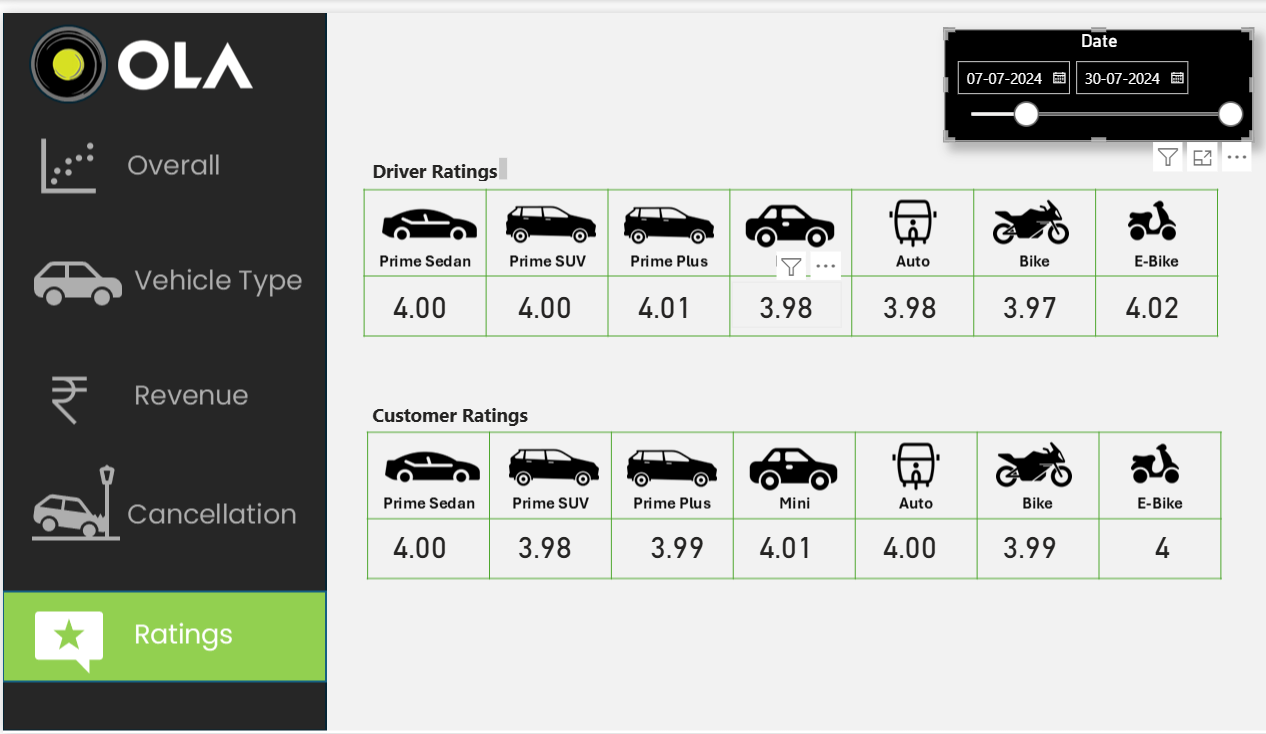 OLA
Date
07-07-2024 30-07-2024
Overall
Vehicle Type
Revenue
Cancellation
Ratings
Driver Ratings
Prime Sedan Prime SUV Prime Plus Auto Bike E-Bike
4.00 4.00 4.01 3.98 3.98 3.97 4.02
Customer Ratings
Prime Sedan Prime SUV Prime Plus Mini Auto Bike E-Bike
4.00 3.98 3.99 4.01 4.00 3.99 4